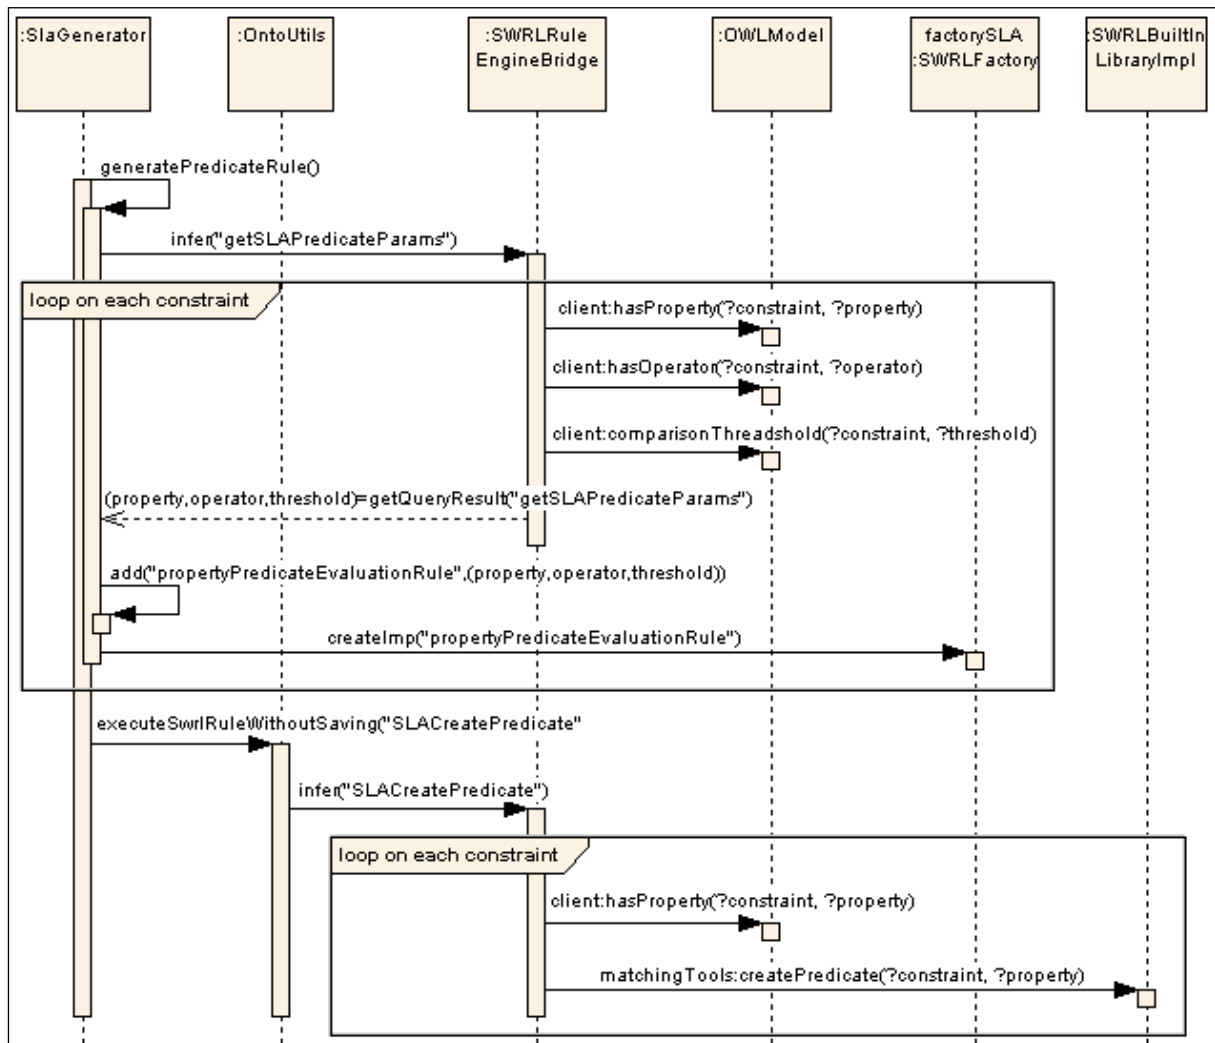 :SlaGenerator
:OntoUtils
:SWRLRule
EngineBridge
:OWLModel
factorySLA
:SWRLFactory
:SWRLBuiltIn
LibraryImpl
generatePredicateRule()
infer("getSLAPredicateParams")
loop on each constraint
client:hasProperty(?constraint, ?property)
client:hasOperator(?constraint, ?operator)
client:comparisonThreadshold(?constraint, ?threshold)
(property,operator,threshold)=getQueryResult("getSLAPredicateParams")
add("propertyPredicateEvaluationRule",(property,operator,threshold))
createImp("propertyPredicateEvaluationRule")
executeSwrlRuleWithoutSaving("SLACreatePredicate"
infer("SLACreatePredicate")
loop on each constraint
client:hasProperty(?constraint, ?property)
matchingTools:createPredicate(?constraint, ?property)